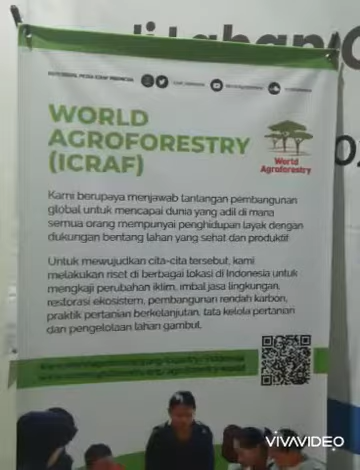 WORLD
AGROFORESTRY
(ICRAF)
World
Agroforestry
Kami berupaya menjawab tantangan pembangunan
global untuk mencapai dunia yang adil di mana
semua orang mempunyai penghidupan layak dengan
dukungan bentang lahan yang sehat dan produktif.
Untuk mewujudkan cita-cita tersebut, kami
melakukan riset di berbagai lokasi di Indonesia untuk
mengkaji perubahan iklim, imbal jasa lingkungan,
restorasi ekosistem, pembangunan rendah karbon,
praktik pertanian berkelanjutan, tata kelola pertanian
dan pengelolaan lahan gambut.
VIVAVIDEO